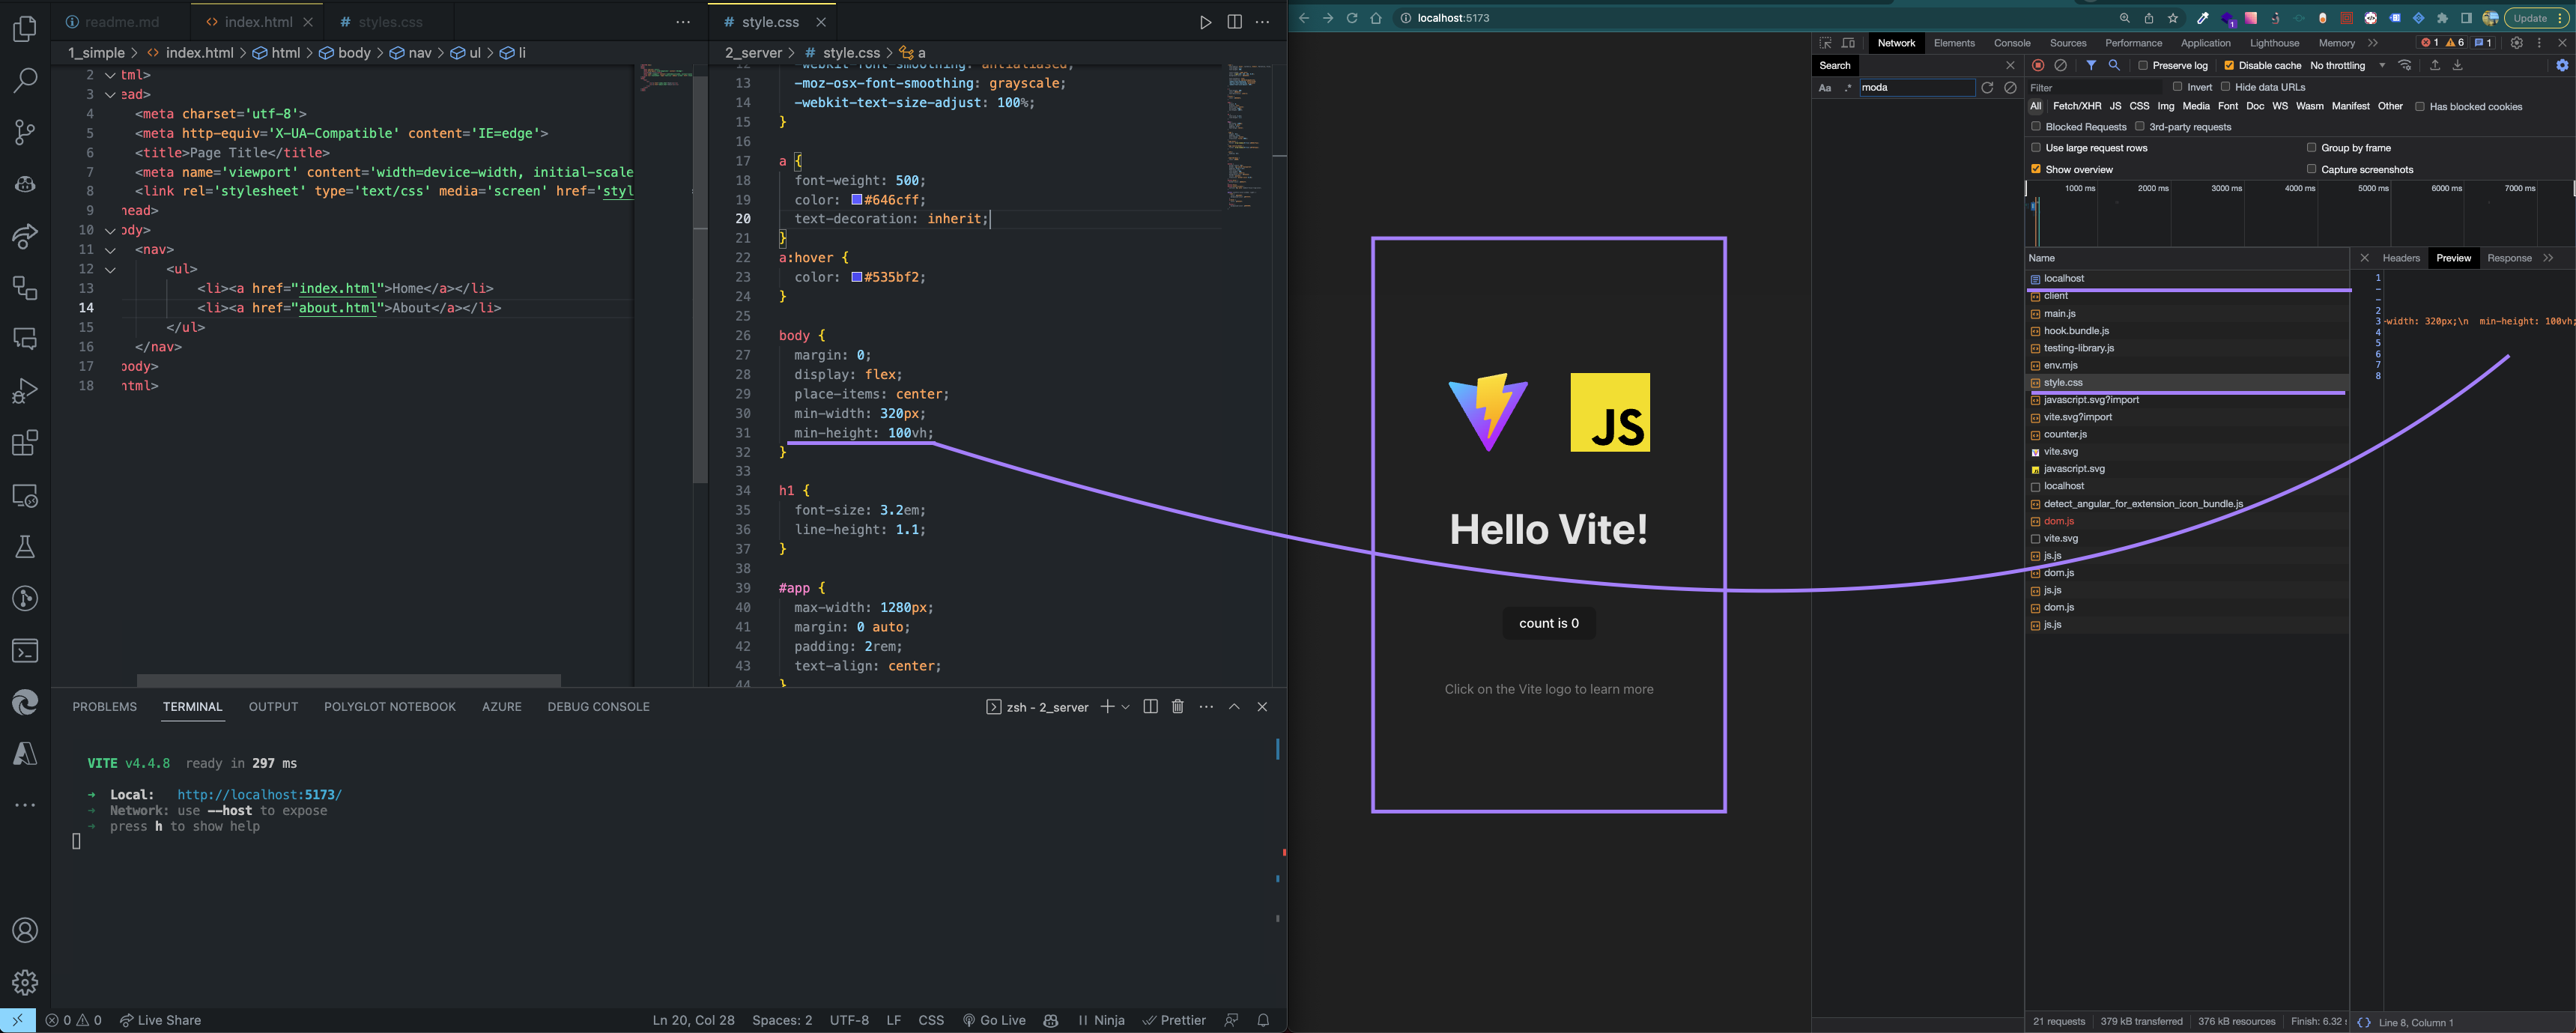 readme.md
index.html
styles.css
1_simple > index.html > html > body > nav > ul > li
2 tml>
3 ead>
4 <meta charset='utf-8'>
5 <meta http-equiv='X-UA-Compatible' content='IE=edge'>
6 <title>Page Title</title>
7 <meta name='viewport' content='width=device-width, initial-scale
8 <link rel='stylesheet' type='text/css' media='screen' href='styl
9 head>
10 ody>
11 <nav>
12 <ul>
13 <li><a href="index.html">Home</a></li>
14 <li><a href="about.html">About</a></li>
15 </ul>
16 </nav>
17 body>
18 html>
style.css
2_server > style.css > a
12 -webkit-font-smoothing: antialiased;
13 -moz-osx-font-smoothing: grayscale;
14 -webkit-text-size-adjust: 100%;
15 }
16
17 a {
18 font-weight: 500;
19 color: #646cff;
20 text-decoration: inherit;
21 }
22 a:hover {
23 color: #535bf2;
24 }
25
26 body {
27 margin: 0;
28 display: flex;
29 place-items: center;
30 min-width: 320px;
31 min-height: 100vh;
32 }
33
34 h1 {
35 font-size: 3.2em;
36 line-height: 1.1;
37 }
38
39 #app {
40 max-width: 1280px;
41 margin: 0 auto;
42 padding: 2rem;
43 text-align: center;
44 }
PROBLEMS TERMINAL OUTPUT POLYGLOT NOTEBOOK AZURE DEBUG CONSOLE
zsh - 2_server
VITE v4.4.8 ready in 297 ms
➜ Local: http://localhost:5173/
➜ Network: use --host to expose
➜ press h to show help
0 0 Live Share
Ln 20, Col 28 Spaces: 2 UTF-8 LF CSS Go Live Ninja Prettier
localhost:5173
Update
JS
Hello Vite!
count is 0
Click on the Vite logo to learn more
Network Elements Console Sources Performance Application Lighthouse Memory 1 6 1
Search
Aa .* moda
Preserve log Disable cache No throttling
Filter Invert Hide data URLs
All Fetch/XHR JS CSS Img Media Font Doc WS Wasm Manifest Other Has blocked cookies
Blocked Requests 3rd-party requests
Use large request rows Group by frame
Show overview Capture screenshots
1000 ms 2000 ms 3000 ms 4000 ms 5000 ms 6000 ms 7000 ms
Name
localhost
client
main.js
hook.bundle.js
testing-library.js
env.mjs
style.css
javascript.svg?import
vite.svg?import
counter.js
vite.svg
javascript.svg
localhost
detect_angular_for_extension_icon_bundle.js
dom.js
vite.svg
js.js
dom.js
js.js
dom.js
js.js
Headers Preview Response
1
-
-
2
3 -width: 320px;\n min-height: 100vh;
4
5
6
7
8
21 requests 379 kB transferred 376 kB resources Finish: 6.32
{} Line 8, Column 1